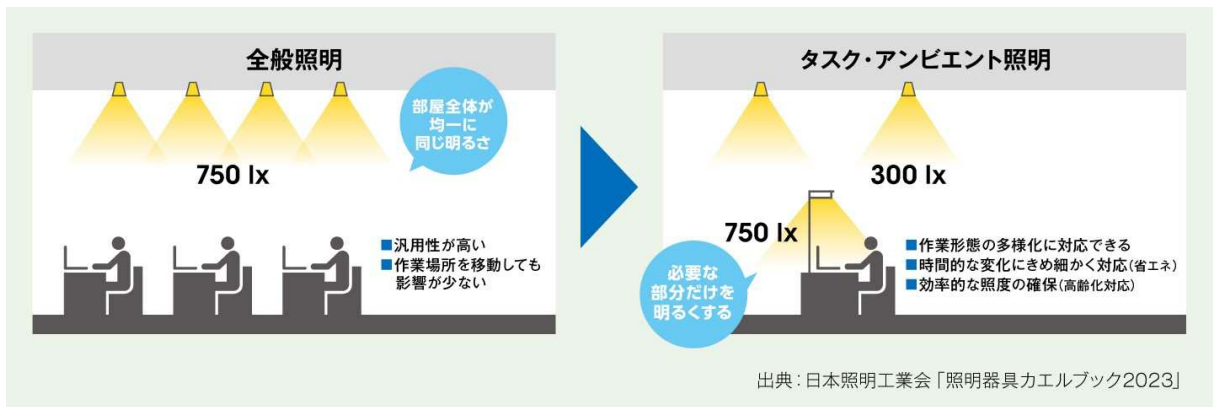 全般照明
部屋全体が
均一に
同じ明るさ
750 lx
■汎用性が高い
■作業場所を移動しても
影響が少ない
タスク・アンビエント照明
300 lx
750 lx
必要な
部分だけを
明るくする
■作業形態の多様化に対応できる
■時間的な変化にきめ細かく対応(省エネ)
■効率的な照度の確保(高齢化対応)
出典:日本照明工業会「照明器具カエルブック2023」